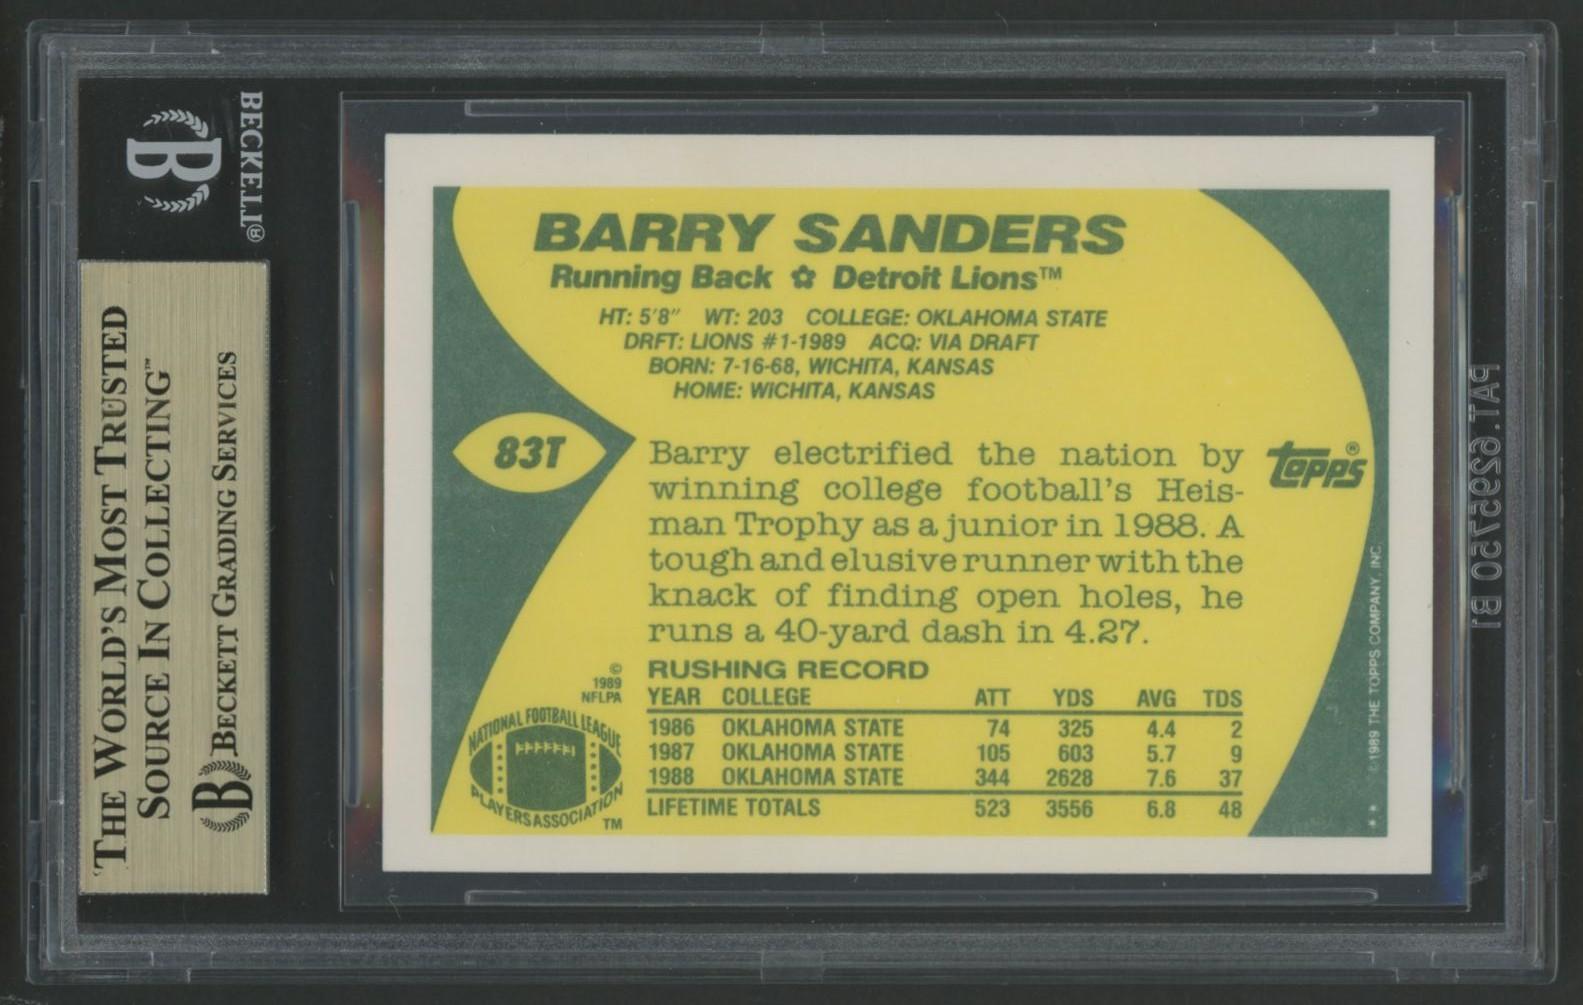 BECKETT®
B
THE WORLD'S MOST TRUSTED
SOURCE IN COLLECTING™
B BECKETT GRADING SERVICES
BARRY SANDERS
Running Back ✿ Detroit Lions™
HT: 5'8" WT: 203 COLLEGE: OKLAHOMA STATE
DRFT: LIONS #1-1989 ACQ: VIA DRAFT
BORN: 7-16-68, WICHITA, KANSAS
HOME: WICHITA, KANSAS
83T
Barry electrified the nation by
winning college football's Heis-
man Trophy as a junior in 1988. A
tough and elusive runner with the
knack of finding open holes, he
runs a 40-yard dash in 4.27.
Topps®
RUSHING RECORD
YEAR COLLEGE ATT YDS AVG TDS
1986 OKLAHOMA STATE 74 325 4.4 2
1987 OKLAHOMA STATE 105 603 5.7 9
1988 OKLAHOMA STATE 344 2628 7.6 37
LIFETIME TOTALS 523 3556 6.8 48
©
1989
NFLPA
NATIONAL FOOTBALL LEAGUE
PLAYERS ASSOCIATION
TM
* * ©1989 THE TOPPS COMPANY, INC.
PAT. 6295750 B1